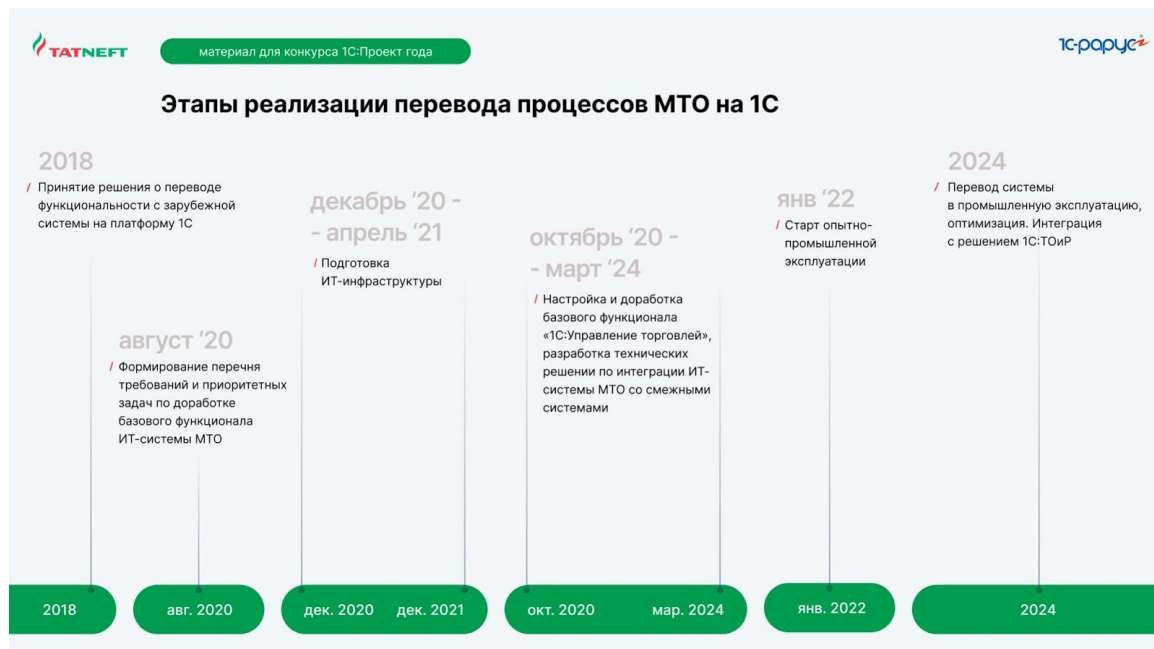 TATNEFT
материал для конкурса 1С:Проект года
1С-рарус
Этапы реализации перевода процессов МТО на 1С
2018
/ Принятие решения о переводе
функциональности с зарубежной
системы на платформу 1С
август ‘20
/ Формирование перечня
требований и приоритетных
задач по доработке
базового функционала
ИТ-системы МТО
декабрь ‘20 -
- апрель ‘21
/ Подготовка
ИТ-инфраструктуры
октябрь ‘20 -
- март ‘24
/ Настройка и доработка
базового функционала
«1С:Управление торговлей»,
разработка технических
решении по интеграции ИТ-
системы МТО со смежными
системами
янв ‘22
/ Старт опытно-
промышленной
эксплуатации
2024
/ Перевод системы
в промышленную эксплуатацию,
оптимизация. Интеграция
с решением 1С:ТОиР
2018
авг. 2020
дек. 2020 дек. 2021
окт. 2020 мар. 2024
янв. 2022
2024